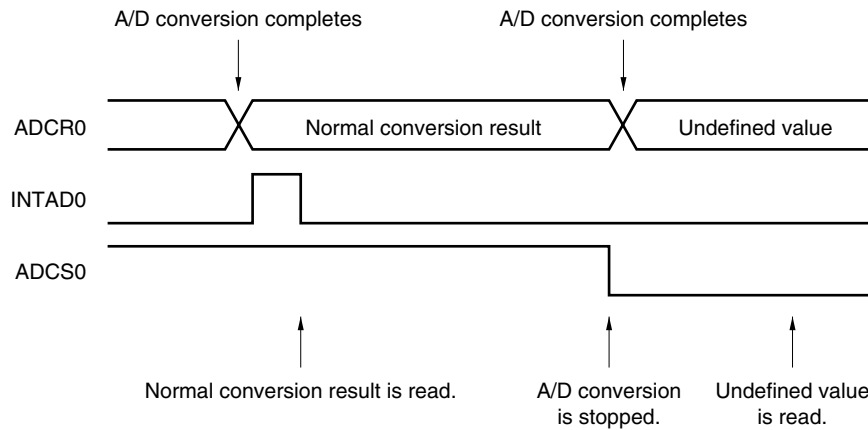 A/D conversion completes
A/D conversion completes
ADCR0
Normal conversion result
Undefined value
INTAD0
ADCS0
Normal conversion result is read.
A/D conversion
is stopped.
Undefined value
is read.